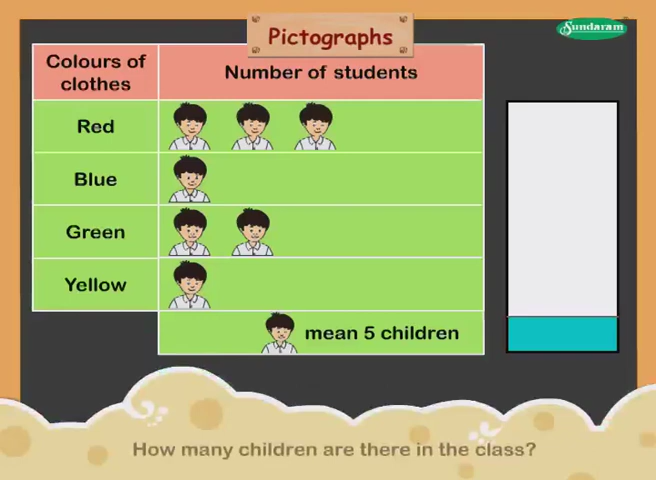 Pictographs
Sundaram
Colours of
clothes
Number of students
Red
Blue
Green
Yellow
mean 5 children
How many children are there in the class?